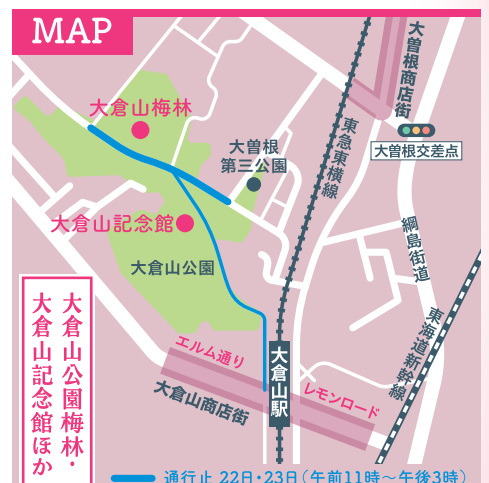 MAP
大曽根商店街
大倉山梅林
東急東横線
大曽根
第三公園
大曽根交差点
大倉山記念館
綱島街道
大倉山公園
東海道新幹線
大倉山公園梅林・
大倉山記念館ほか
エルム通り
大倉山駅
レモンロード
大倉山商店街
通行止 22日・23日（午前11時〜午後3時）